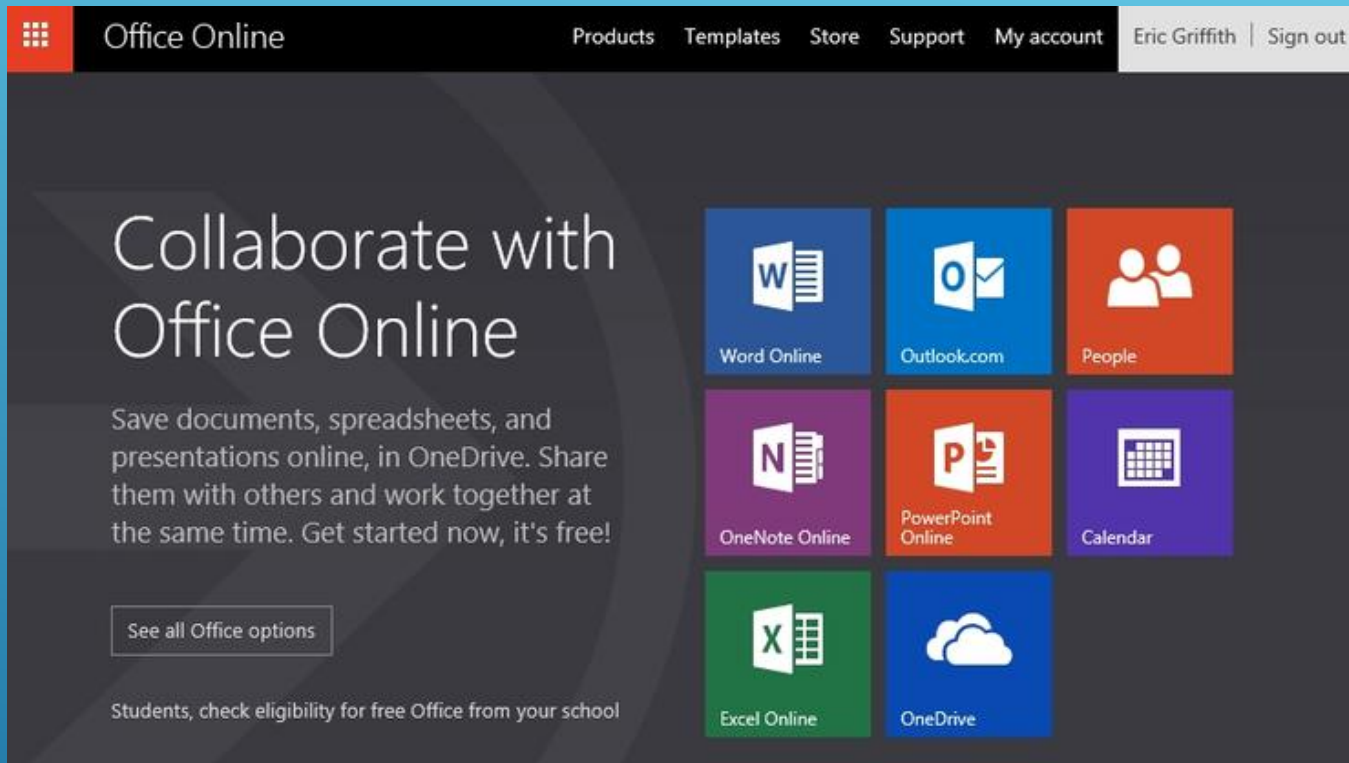 Office Online
Products Templates Store Support My account Eric Griffith | Sign out
Collaborate with
Office Online
Save documents, spreadsheets, and
presentations online, in OneDrive. Share
them with others and work together at
the same time. Get started now, it's free!
See all Office options
Students, check eligibility for free Office from your school
W
Word Online
O
Outlook.com
People
N
OneNote Online
P
PowerPoint
Online
Calendar
X
Excel Online
OneDrive